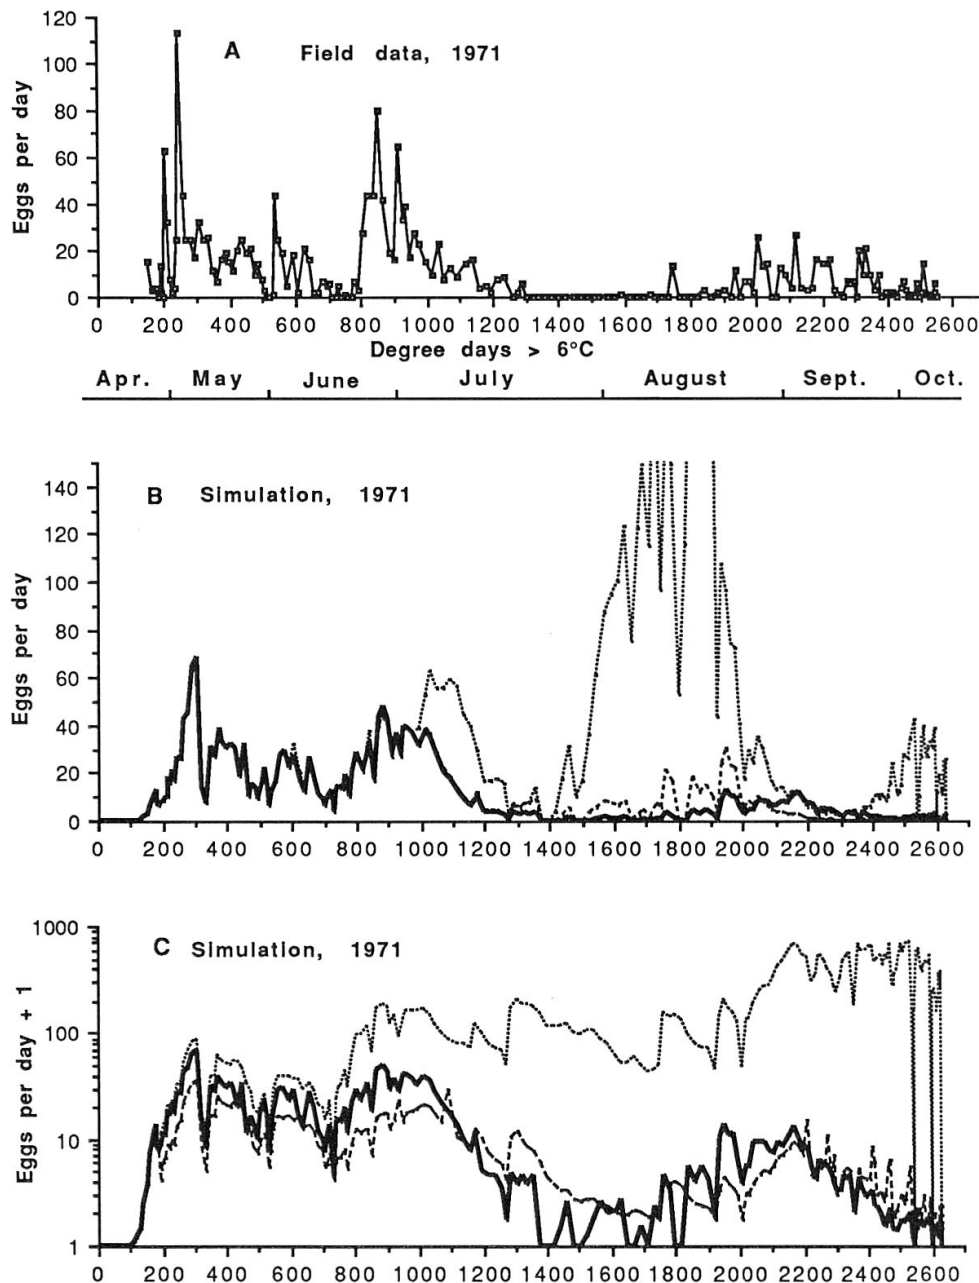 120
A Field data, 1971
100
80
60
40
20
0
Eggs per day
0 200 400 600 800 1000 1200 1400 1600 1800 2000 2200 2400 2600
Degree days > 6°C
Apr. May June July August Sept. Oct.
B Simulation, 1971
140
120
100
80
60
40
20
0
Eggs per day
0 200 400 600 800 1000 1200 1400 1600 1800 2000 2200 2400 2600
1000
C Simulation, 1971
100
10
1
Eggs per day + 1
0 200 400 600 800 1000 1200 1400 1600 1800 2000 2200 2400 2600